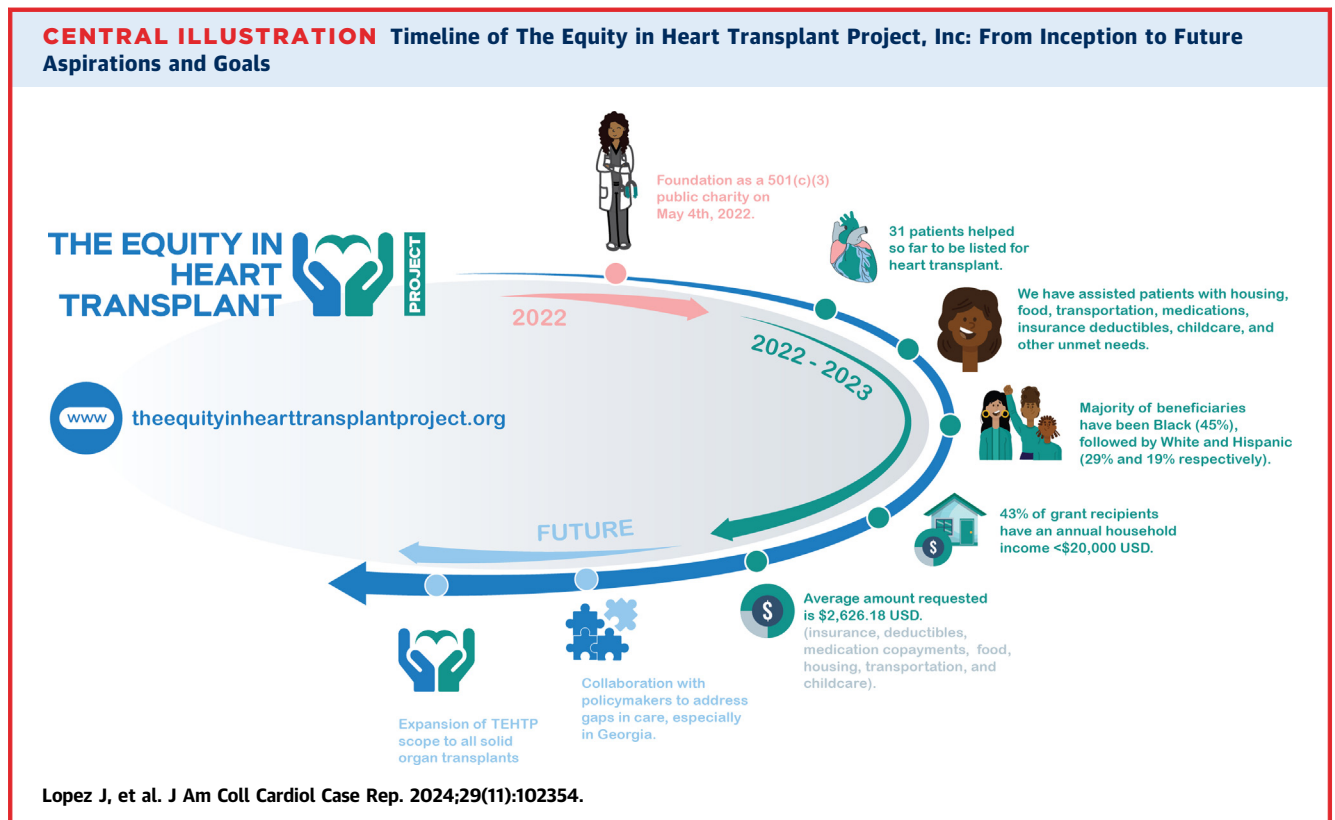 CENTRAL ILLUSTRATION Timeline of The Equity in Heart Transplant Project, Inc: From Inception to Future
Aspirations and Goals
Foundation as a 501(c)(3)
public charity on
May 4th, 2022.
THE EQUITY IN
HEART
TRANSPLANT
PROJECT
31 patients helped
so far to be listed for
heart transplant.
We have assisted patients with housing,
food, transportation, medications,
insurance deductibles, childcare, and
other unmet needs.
2022
2022 - 2023
www
theequityinhearttransplantproject.org
Majority of beneficiaries
have been Black (45%),
followed by White and Hispanic
(29% and 19% respectively).
43% of grant recipients
have an annual household
income <$20,000 USD.
$
FUTURE
$
Average amount requested
is $2,626.18 USD.
(insurance, deductibles,
medication copayments, food,
housing, transportation, and
childcare).
Collaboration with
policymakers to address
gaps in care, especially
in Georgia.
Expansion of TEHTP
scope to all solid
organ transplants
Lopez J, et al. J Am Coll Cardiol Case Rep. 2024;29(11):102354.